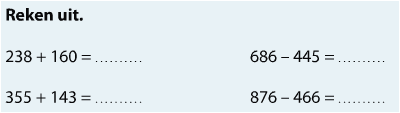 Reken uit.
238 + 160 = .......... 686 – 445 = ..........
355 + 143 = .......... 876 – 466 = ..........